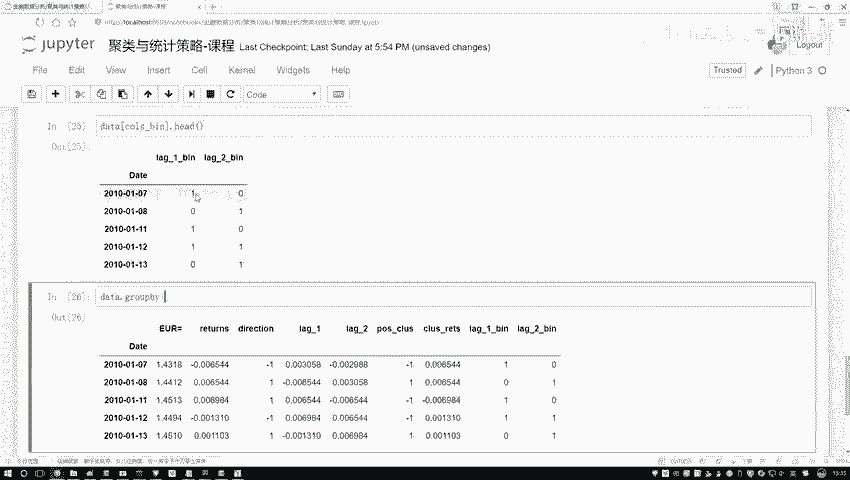 localhost:8888/notebooks/
jupyter 聚类与统计策略-课程 Last Checkpoint: Last Sunday at 5:54 PM (unsaved changes)
Logout
File Edit View Insert Cell Kernel Widgets Help
Trusted Python 3
Code
In [25] data[cols_bin].head()
Out[25]:
lag_1_bin lag_2_bin
Date
2010-01-07 1 0
2010-01-08 0 1
2010-01-11 1 0
2010-01-12 1 1
2010-01-13 0 1
In [26]: data.groupby
Out[26]
EUR= returns direction lag_1 lag_2 pos_clus clus_rets lag_1_bin lag_2_bin
Date
2010-01-07 1.4318 -0.006544 -1 0.003058 -0.002988 -1 0.006544 1 0
2010-01-08 1.4412 0.006544 1 -0.006544 0.003058 1 0.006544 0 1
2010-01-11 1.4513 0.006984 1 0.006544 -0.006544 -1 -0.006984 1 0
2010-01-12 1.4494 -0.001310 -1 0.006984 0.006544 -1 0.001310 1 1
2010-01-13 1.4510 0.001103 1 -0.001310 0.006984 1 0.001103 0 1